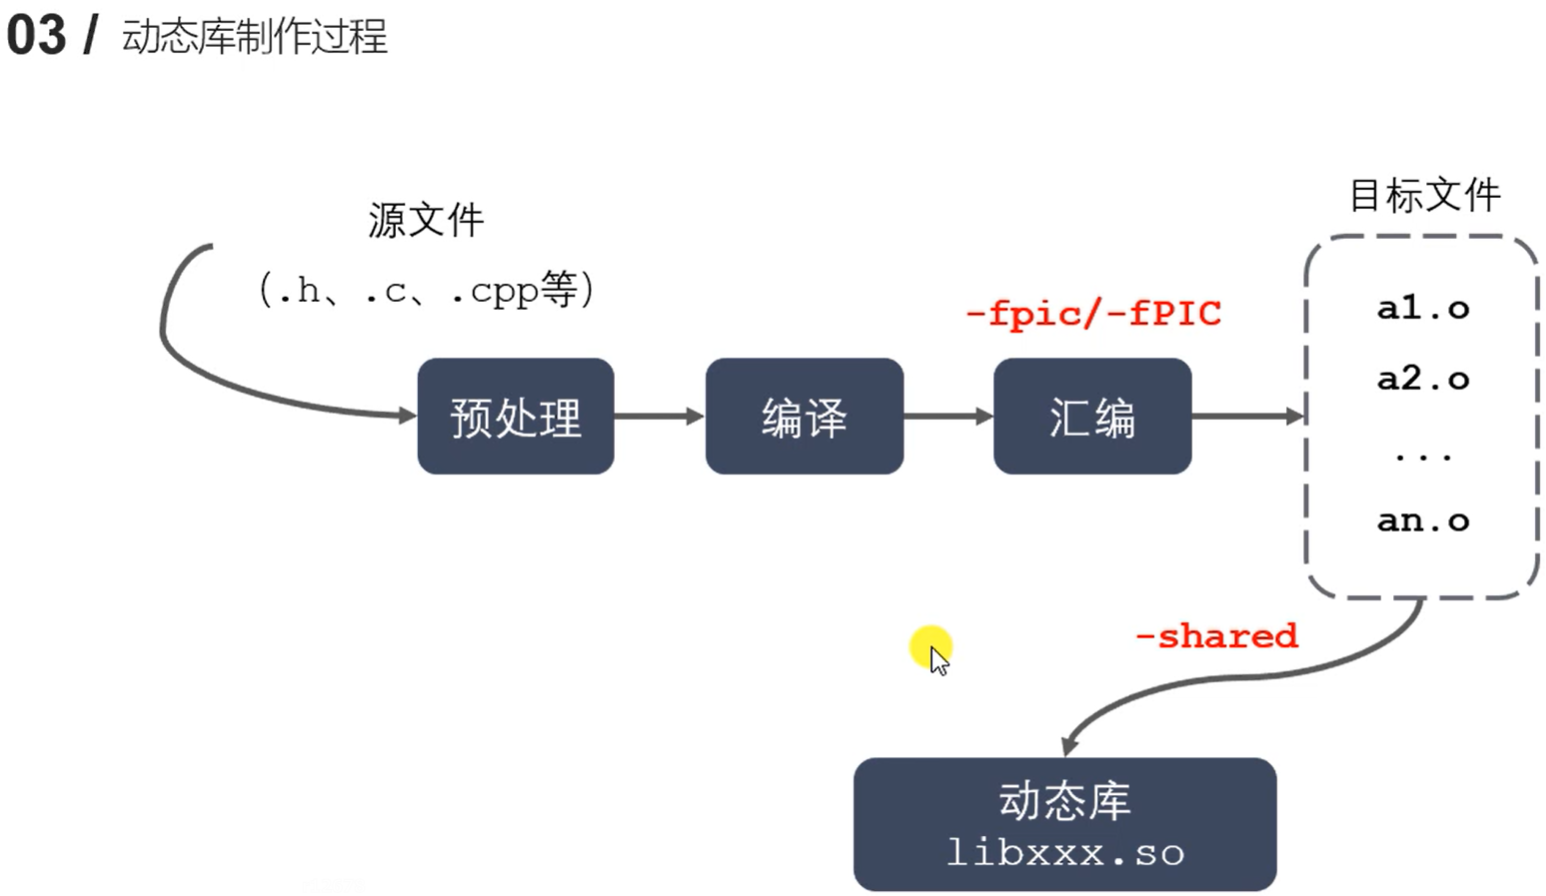 03 / 动态库制作过程
源文件
（.h、.c、.cpp等）
-fpic/-fPIC
预处理
编译
汇编
目标文件
a1.o
a2.o
...
an.o
-shared
动态库
libxxx.so